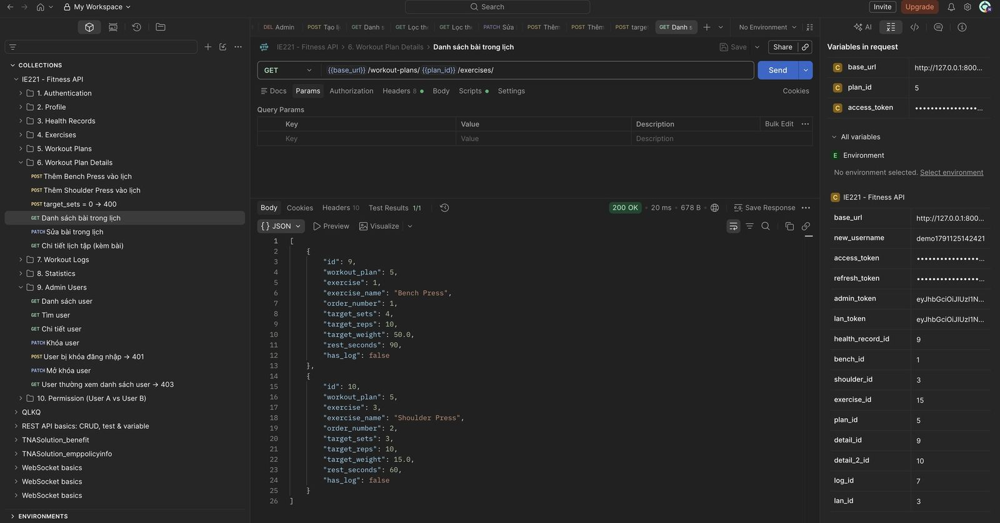 My Workspace
Search
Invite
Upgrade
DEL Admin
POST Tạo lị
GET Danh s
GET Lọc th
GET Lọc th
PATCH Sửa
POST Thêm
POST Thêm
POST targe
GET Danh s
No Environment
AI
COLLECTIONS
IE221 - Fitness API
1. Authentication
2. Profile
3. Health Records
4. Exercises
5. Workout Plans
6. Workout Plan Details
POST Thêm Bench Press vào lịch
POST Thêm Shoulder Press vào lịch
POST target_sets = 0 → 400
GET Danh sách bài trong lịch
PATCH Sửa bài trong lịch
GET Chi tiết lịch tập (kèm bài)
7. Workout Logs
8. Statistics
9. Admin Users
GET Danh sách user
GET Tìm user
GET Chi tiết user
PATCH Khóa user
POST User bị khóa đăng nhập → 401
PATCH Mở khóa user
GET User thường xem danh sách user → 403
10. Permission (User A vs User B)
QLKQ
REST API basics: CRUD, test & variable
TNASolution_benefit
TNASolution_emppolicyinfo
WebSocket basics
WebSocket basics
WebSocket basics
ENVIRONMENTS
HTTP
IE221 - Fitness API > 6. Workout Plan Details > Danh sách bài trong lịch
Save
Share
GET
{{base_url}} /workout-plans/ {{plan_id}} /exercises/
Send
Docs
Params
Authorization
Headers 8
Body
Scripts
Settings
Cookies
Query Params
Key
Value
Description
Bulk Edit
Key
Value
Description
Body
Cookies
Headers 10
Test Results 1/1
200 OK
20 ms
678 B
e.g. Save Response
{} JSON
Preview
Visualize
1 [
2 {
3 "id": 9,
4 "workout_plan": 5,
5 "exercise": 1,
6 "exercise_name": "Bench Press",
7 "order_number": 1,
8 "target_sets": 4,
9 "target_reps": 10,
10 "target_weight": 50.0,
11 "rest_seconds": 90,
12 "has_log": false
13 },
14 {
15 "id": 10,
16 "workout_plan": 5,
17 "exercise": 3,
18 "exercise_name": "Shoulder Press",
19 "order_number": 2,
20 "target_sets": 3,
21 "target_reps": 10,
22 "target_weight": 15.0,
23 "rest_seconds": 60,
24 "has_log": false
25 }
26 ]
Variables in request
C base_url http://127.0.0.1:800...
C plan_id 5
C access_token ••••••••••••••••...
All variables
E Environment
No environment selected. Select environment
C IE221 - Fitness API
base_url http://127.0.0.1:800...
new_username demo1791125142421
access_token ••••••••••••••••...
refresh_token ••••••••••••••••...
admin_token eyJhbGciOiJIUzI1N...
lan_token eyJhbGciOiJIUzI1N...
health_record_id 9
bench_id 1
shoulder_id 3
exercise_id 15
plan_id 5
detail_id 9
detail_2_id 10
log_id 7
lan_id 3